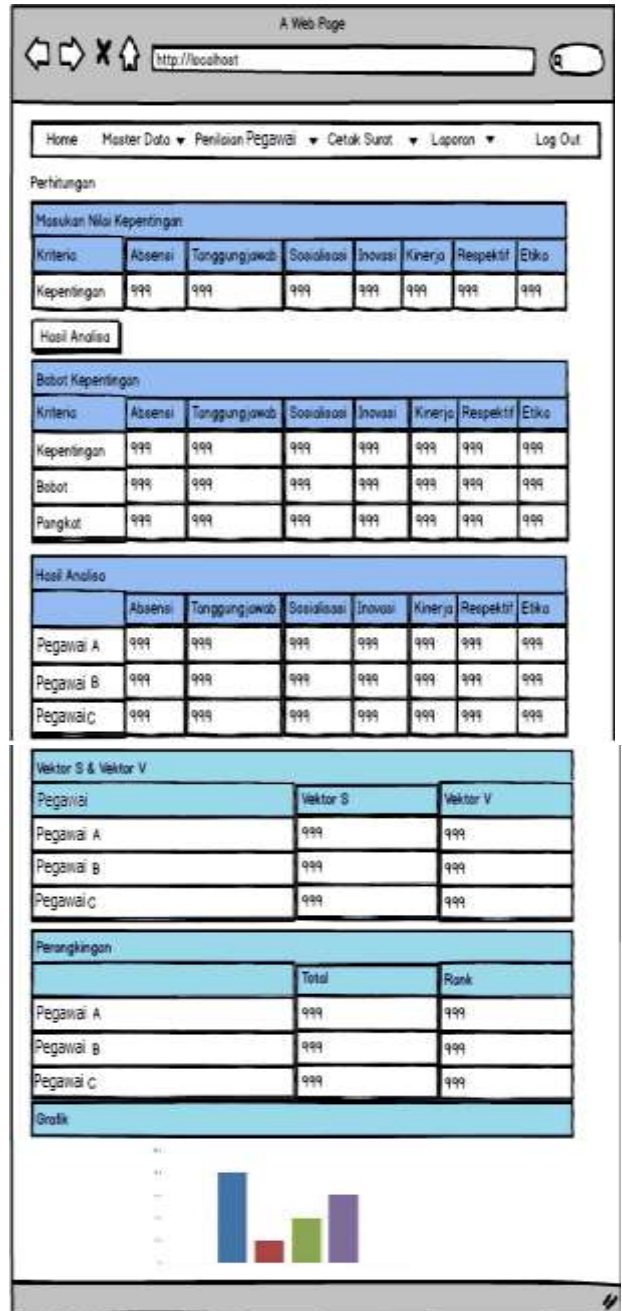 A Web Page
http://localhost
Home Master Data Penilaian Pegawai Cetak Surat Laporan Log Out
Perhitungan
Masukan Nilai Kepentingan
Kriteria Absensi Tanggungjawab Sosialisasi Inovasi Kinerja Respektif Etika
Kepentingan 999 999 999 999 999 999 999
Hasil Analisa
Bobot Kepentingan
Kriteria Absensi Tanggungjawab Sosialisasi Inovasi Kinerja Respektif Etika
Kepentingan 999 999 999 999 999 999 999
Bobot 999 999 999 999 999 999 999
Pangkat 999 999 999 999 999 999 999
Hasil Analisa
Absensi Tanggungjawab Sosialisasi Inovasi Kinerja Respektif Etika
Pegawai A 999 999 999 999 999 999 999
Pegawai B 999 999 999 999 999 999 999
Pegawai C 999 999 999 999 999 999 999
Vektor S & Vektor V
Pegawai Vektor S Vektor V
Pegawai A 999 999
Pegawai B 999 999
Pegawai C 999 999
Perangkingan
Total Rank
Pegawai A 999 999
Pegawai B 999 999
Pegawai C 999 999
Grafik